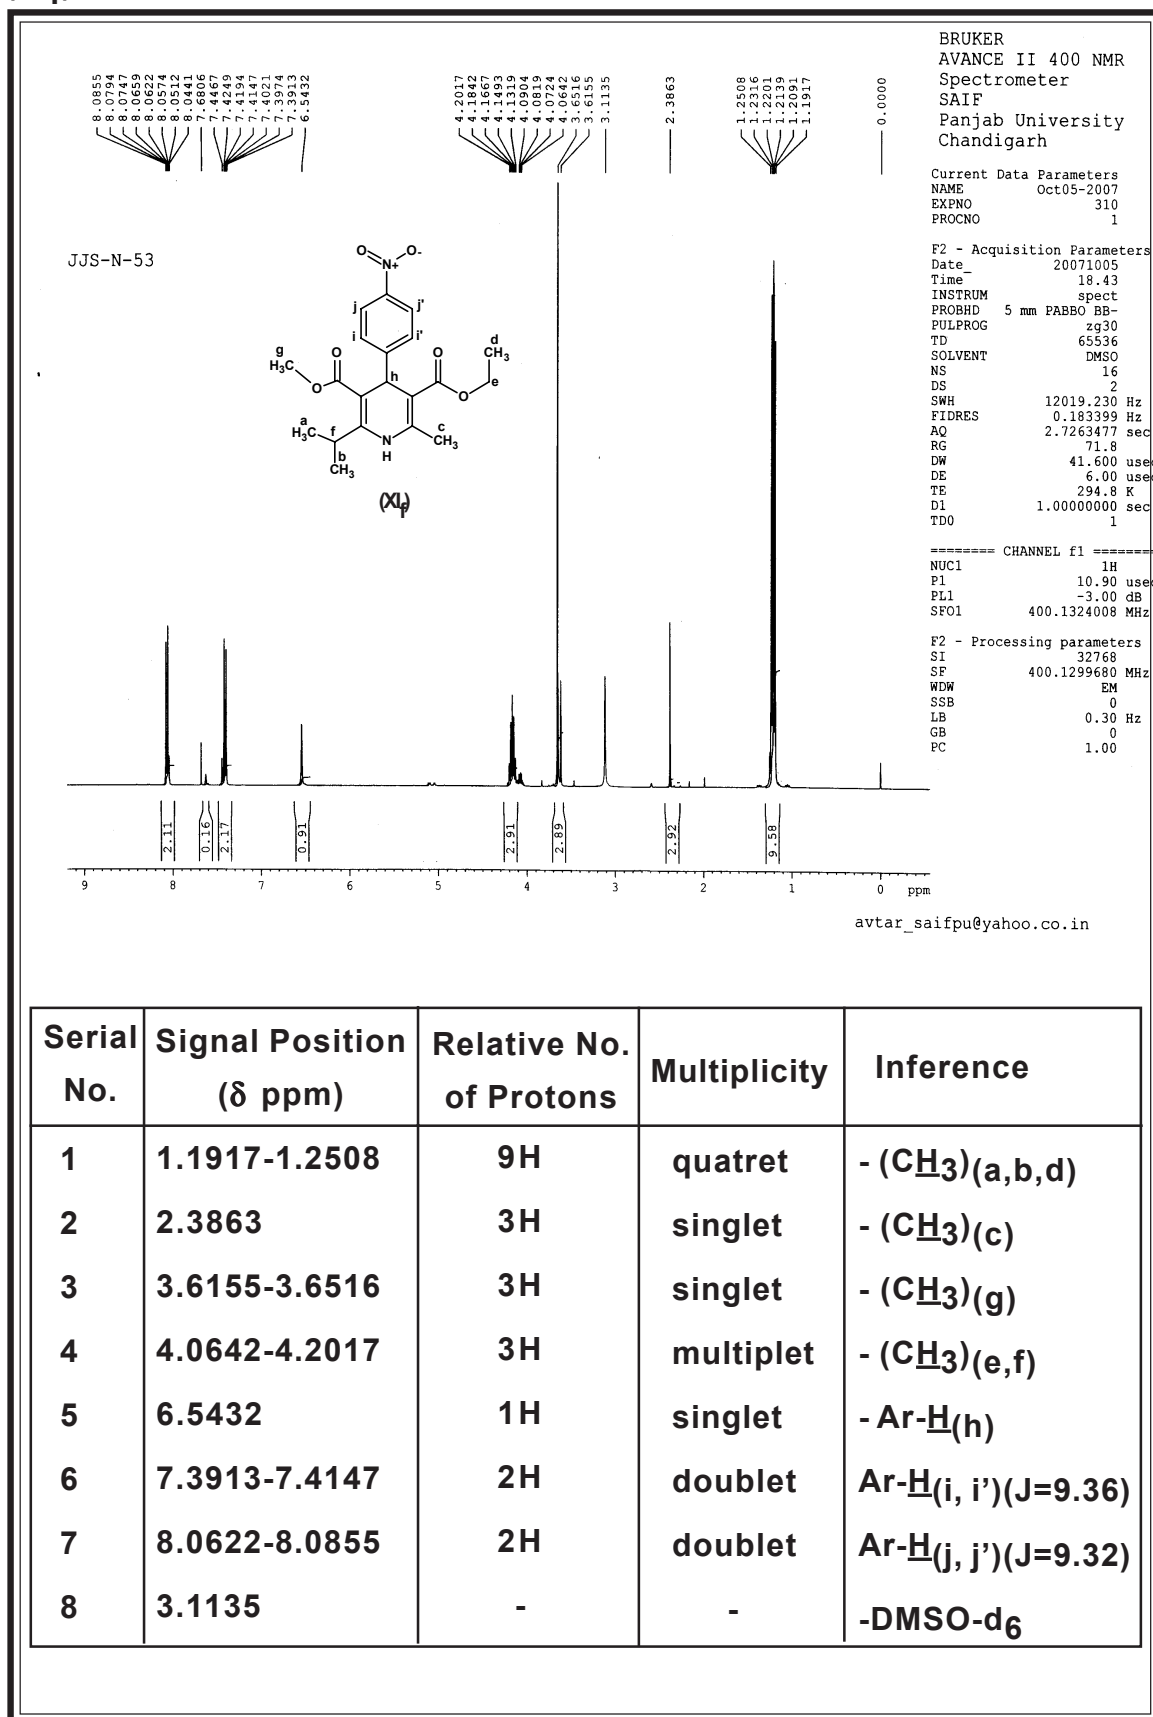 BRUKER
AVANCE II 400 NMR
Spectrometer
SAIF
Panjab University
Chandigarh
8.0855
8.0794
8.0747
8.0659
8.0622
8.0574
8.0512
8.0441
7.6806
7.4467
7.4249
7.4194
7.4147
7.4021
7.3974
7.3913
6.5432
4.2017
4.1842
4.1667
4.1493
4.1319
4.0904
4.0819
4.0724
4.0642
3.6516
3.6155
3.1135
2.3863
1.2508
1.2316
1.2201
1.2139
1.2091
1.1917
0.0000
Current Data Parameters
NAME Oct05-2007
EXPNO 310
PROCNO 1
F2 - Acquisition Parameters
Date_ 20071005
Time 18.43
INSTRUM spect
PROBHD 5 mm PABBO BB-
PULPROG zg30
TD 65536
SOLVENT DMSO
NS 16
DS 2
SWH 12019.230 Hz
FIDRES 0.183399 Hz
AQ 2.7263477 sec
RG 71.8
DW 41.600 use
DE 6.00 use
TE 294.8 K
D1 1.00000000 sec
TD0 1
======== CHANNEL f1 ========
NUC1 1H
P1 10.90 use
PL1 -3.00 dB
SFO1 400.1324008 MHz
F2 - Processing parameters
SI 32768
SF 400.1299680 MHz
WDW EM
SSB 0
LB 0.30 Hz
GB 0
PC 1.00
JJS-N-53
O O-
N+
j j'
i i'
g d
H3C O O CH3
O h O e
a f c
H3C N CH3
b H
CH3
(XIf)
2.11 0.16 2.17 0.91 2.91 2.89 2.92 9.58
9 8 7 6 5 4 3 2 1 0 ppm
avtar_saifpu@yahoo.co.in
Serial No. Signal Position (δ ppm) Relative No. of Protons Multiplicity Inference
1 1.1917-1.2508 9H quatret - (CH3)(a,b,d)
2 2.3863 3H singlet - (CH3)(c)
3 3.6155-3.6516 3H singlet - (CH3)(g)
4 4.0642-4.2017 3H multiplet - (CH3)(e,f)
5 6.5432 1H singlet - Ar-H(h)
6 7.3913-7.4147 2H doublet Ar-H(i, i')(J=9.36)
7 8.0622-8.0855 2H doublet Ar-H(j, j')(J=9.32)
8 3.1135 - - -DMSO-d6